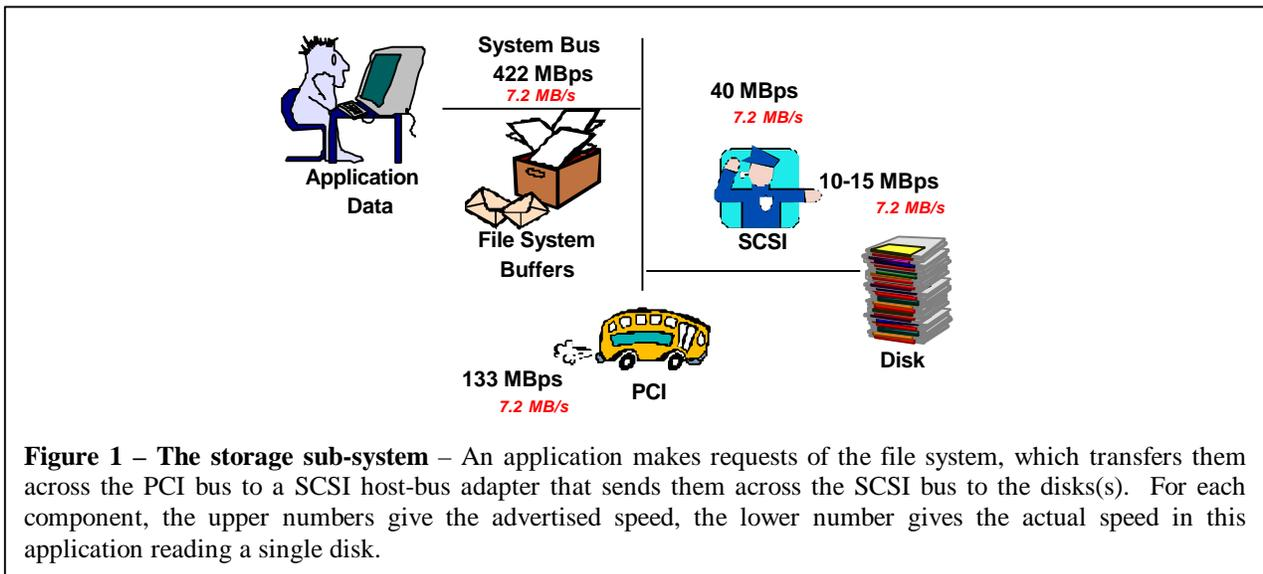 System Bus
422 MBps
7.2 MB/s
40 MBps
7.2 MB/s
Application
Data
10-15 MBps
7.2 MB/s
SCSI
File System
Buffers
Disk
133 MBps
7.2 MB/s
PCI
Figure 1 – The storage sub-system – An application makes requests of the file system, which transfers them
across the PCI bus to a SCSI host-bus adapter that sends them across the SCSI bus to the disks(s). For each
component, the upper numbers give the advertised speed, the lower number gives the actual speed in this
application reading a single disk.